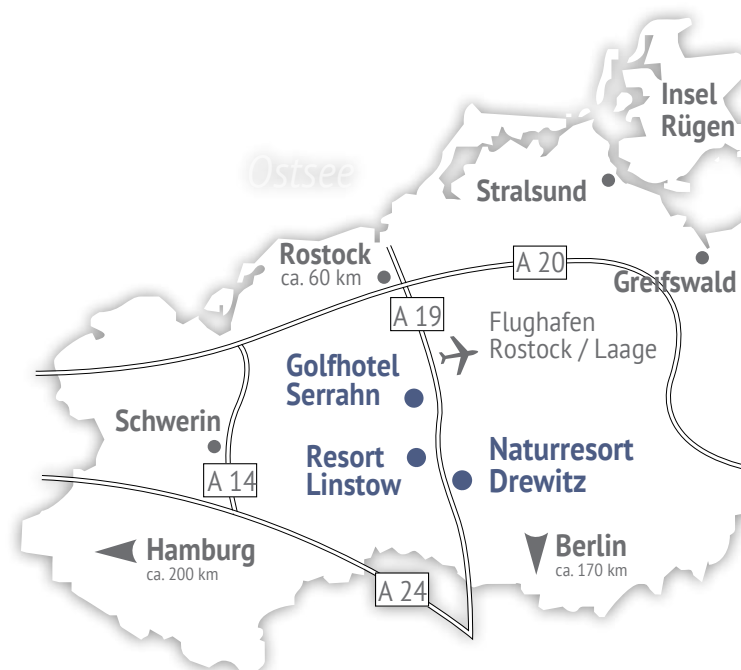 Insel
Rügen
Ostsee
Stralsund
Rostock
ca. 60 km
A 20
Greifswald
A 19
Flughafen
Rostock / Laage
Golfhotel
Serrahn
Schwerin
Resort
Linstow
Naturresort
Drewitz
A 14
Hamburg
ca. 200 km
Berlin
ca. 170 km
A 24